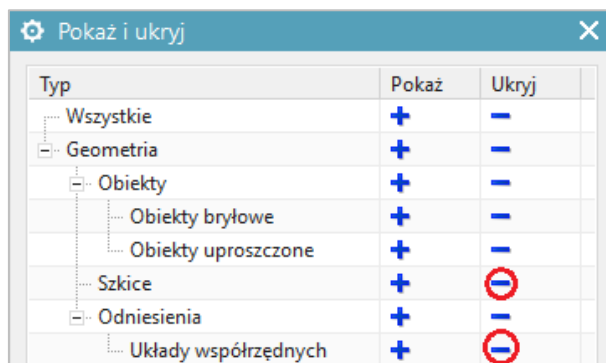 Pokaż i ukryj
Typ Pokaż Ukryj
Wszystkie
Geometria
Obiekty
Obiekty bryłowe
Obiekty uproszczone
Szkice
Odniesienia
Układy współrzędnych